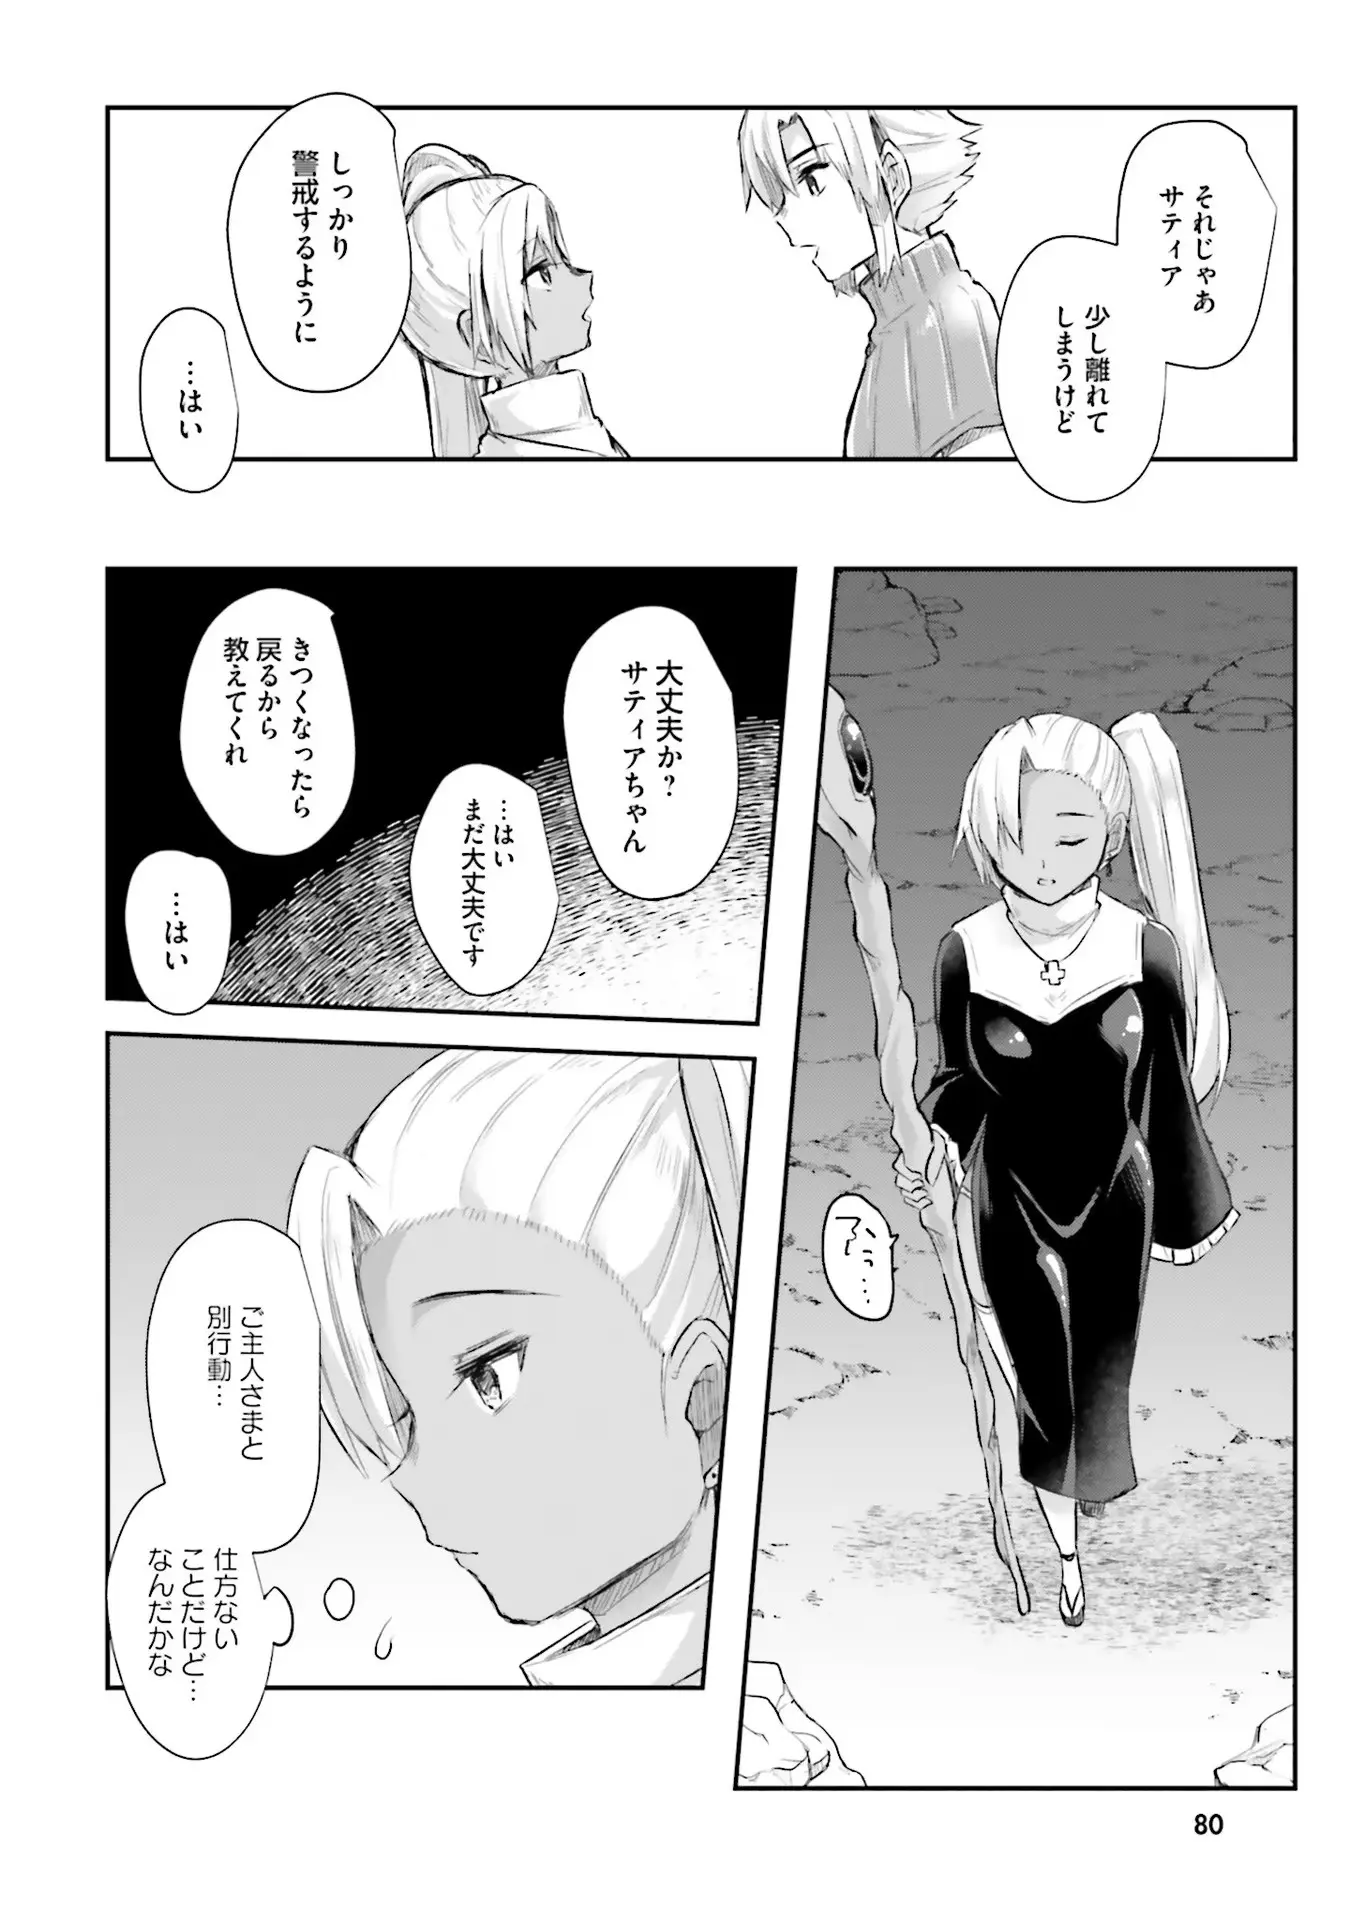 それじゃあ
サティア
少し離れて
しまうけど
しっかり
警戒するように
…はい
ふぅ…
大丈夫か?
サティアちゃん
…はい
まだ大丈夫です
きつくなったら
戻るから
教えてくれ
…はい
ご主人さまと
別行動…
仕方ない
ことだけど…
なんだかな
80